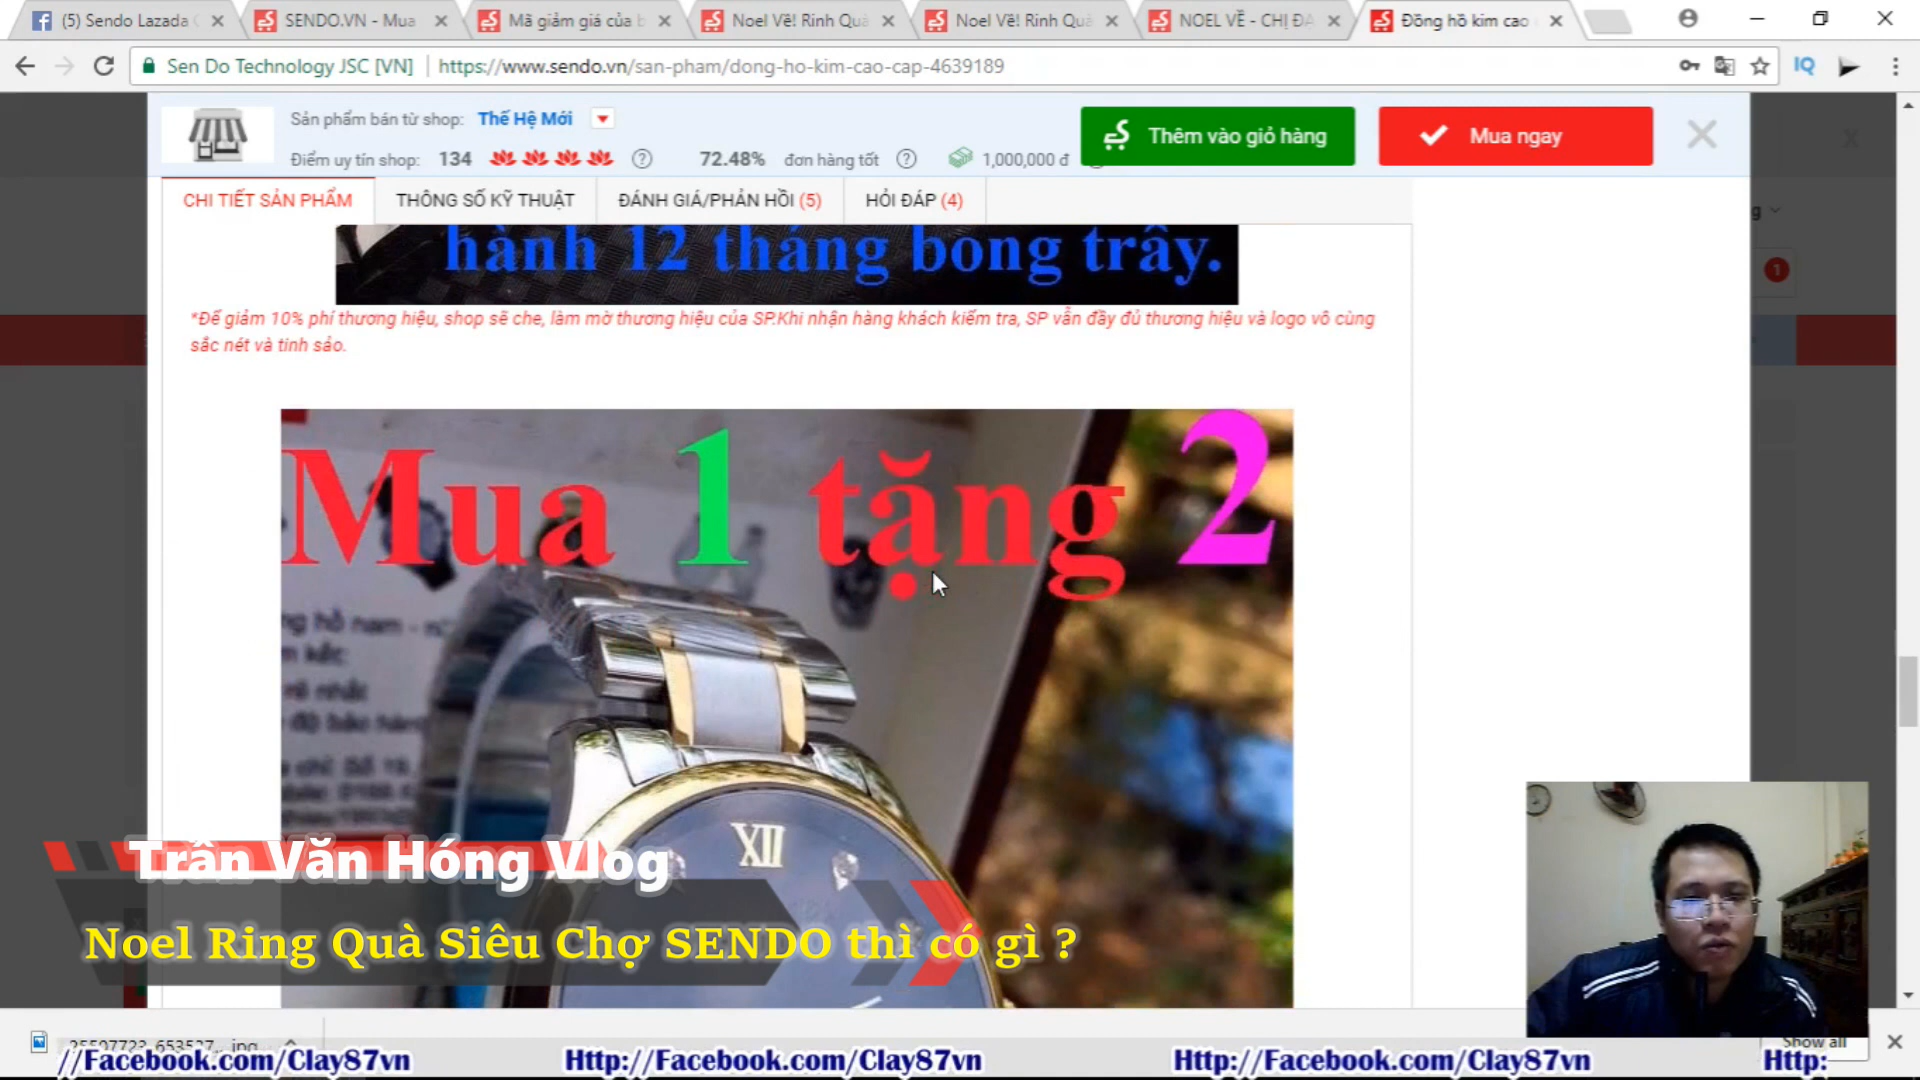 (5) Sendo Lazada
SENDO.VN - Mua
Mã giảm giá của b
Noel Về! Rinh Quà
Noel Về! Rinh Quà
NOEL VỀ - CHỊ ĐẠ
Đồng hồ kim cao
Sen Do Technology JSC [VN]
https://www.sendo.vn/san-pham/dong-ho-kim-cao-cap-4639189
IQ
Sản phẩm bán từ shop: Thế Hệ Mới
Điểm uy tín shop: 134
72.48% đơn hàng tốt
1,000,000 đ
Thêm vào giỏ hàng
Mua ngay
CHI TIẾT SẢN PHẨM
THÔNG SỐ KỸ THUẬT
ĐÁNH GIÁ/PHẢN HỒI (5)
HỎI ĐÁP (4)
g
1
hành 12 tháng bong trầy.
*Để giảm 10% phí thương hiệu, shop sẽ che, làm mờ thương hiệu của SP.Khi nhận hàng khách kiểm tra, SP vẫn đầy đủ thương hiệu và logo vô cùng
sắc nét và tinh sảo.
Mua 1 tặng 2
XII
Trần Văn Hóng Vlog
Noel Ring Quà Siêu Chợ SENDO thì có gì ?
Show all
//Facebook.com/Clay87vn
Http://Facebook.com/Clay87vn
Http://Facebook.com/Clay87vn
Http: